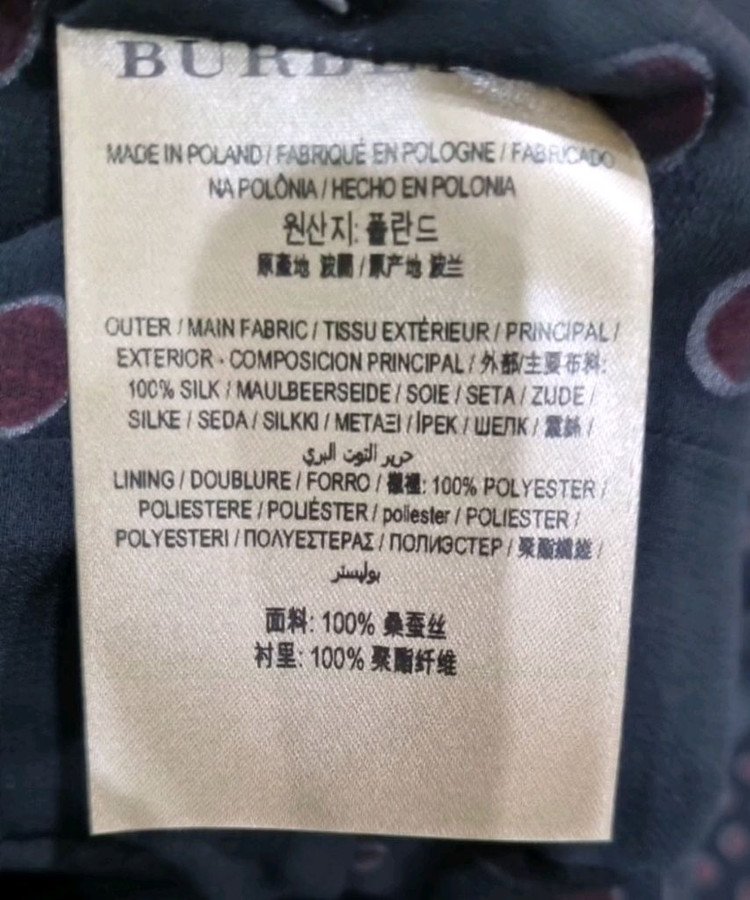 BURBE
MADE IN POLAND / FABRIQUÉ EN POLOGNE / FABRICADO
NA POLÔNIA / HECHO EN POLONIA
원산지: 폴란드
原產地 波蘭 / 原产地 波兰
OUTER / MAIN FABRIC / TISSU EXTÉRIEUR / PRINCIPAL /
EXTERIOR - COMPOSICION PRINCIPAL / 外部/主要布料:
100% SILK / MAULBEERSEIDE / SOIE / SETA / ZIJDE /
SILKE / SEDA / SILKKI / ΜΕΤΑΞΙ / İPEK / ШЕЛК / 蠶絲 /
حرير التوت البري
LINING / DOUBLURE / FORRO / 襯裡: 100% POLYESTER /
POLIESTERE / POLIÉSTER / poliester / POLIESTER /
POLYESTERI / ΠΟΛΥΕΣΤΕΡΑΣ / ПОЛИЭСТЕР / 聚酯纖維 /
بوليستر
面料: 100% 桑蚕丝
衬里: 100% 聚酯纤维